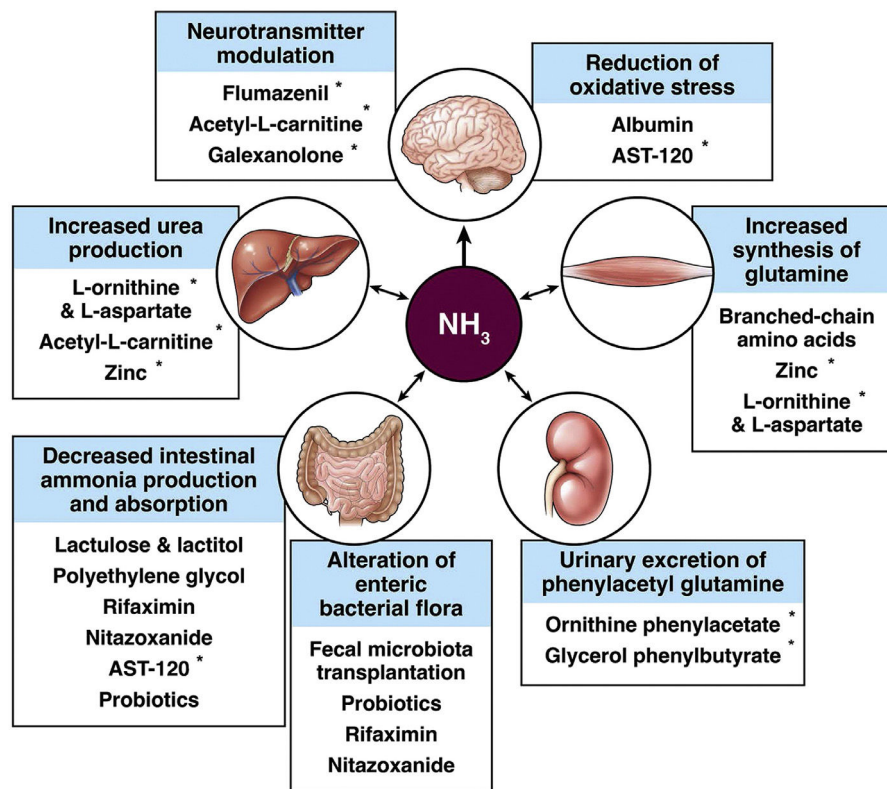 Neurotransmitter
modulation
Flumazenil *
Acetyl-L-carnitine *
Galexanolone *
Reduction of
oxidative stress
Albumin
AST-120 *
Increased urea
production
L-ornithine *
& L-aspartate
Acetyl-L-carnitine *
Zinc *
NH₃
Increased
synthesis of
glutamine
Branched-chain
amino acids
Zinc *
L-ornithine *
& L-aspartate
Decreased intestinal
ammonia production
and absorption
Lactulose & lactitol
Polyethylene glycol
Rifaximin
Nitazoxanide
AST-120 *
Probiotics
Alteration of
enteric
bacterial flora
Fecal microbiota
transplantation
Probiotics
Rifaximin
Nitazoxanide
Urinary excretion of
phenylacetyl glutamine
Ornithine phenylacetate *
Glycerol phenylbutyrate *